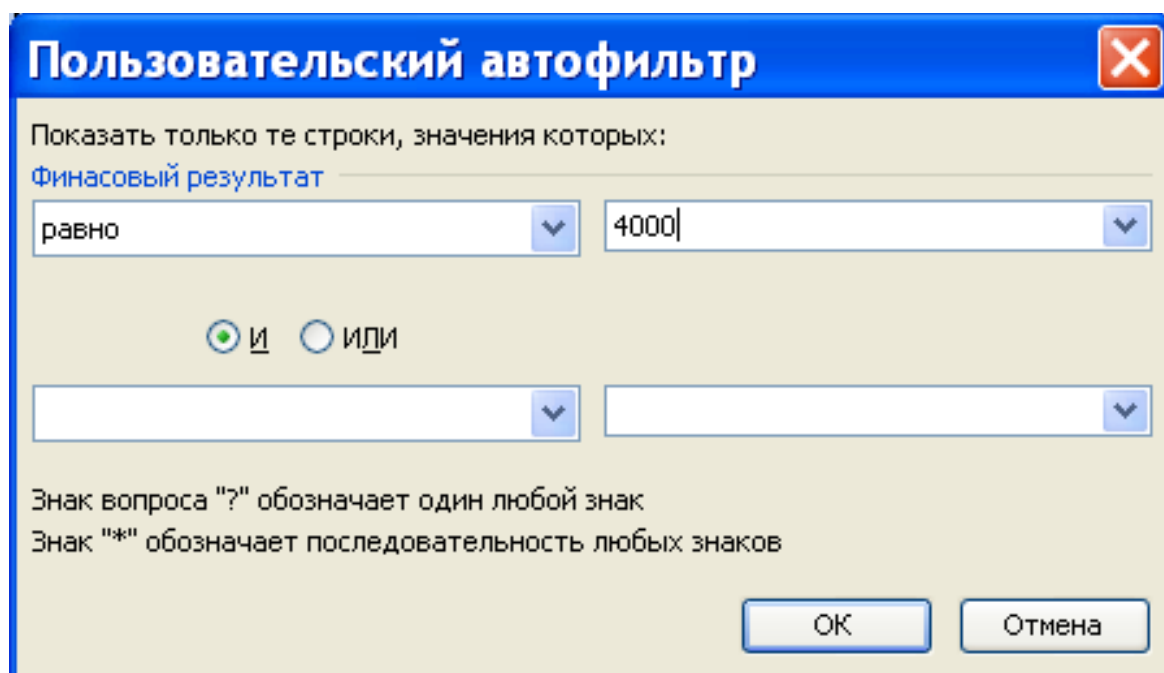 Пользовательский автофильтр
Показать только те строки, значения которых:
Финасовый результат
равно 4000
И ИЛИ
Знак вопроса "?" обозначает один любой знак
Знак "*" обозначает последовательность любых знаков
ОК Отмена